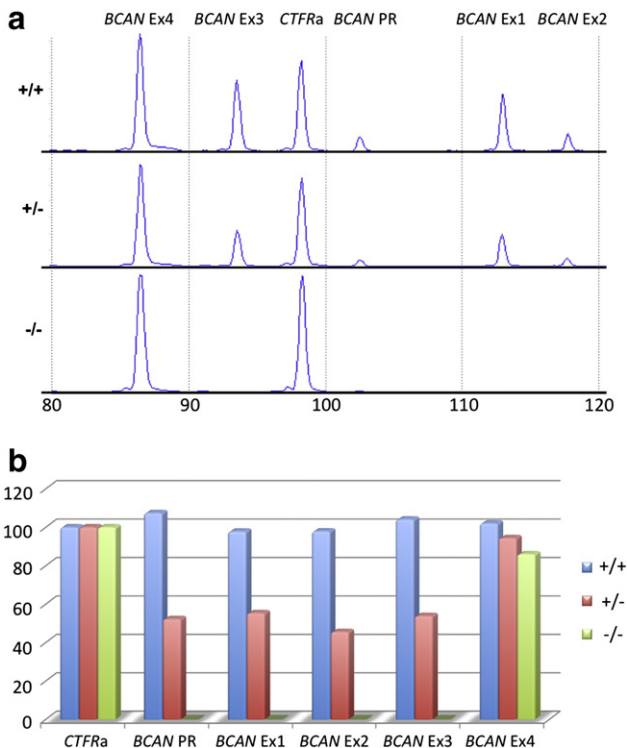 a
BCAN Ex4 BCAN Ex3 CTFRa BCAN PR BCAN Ex1 BCAN Ex2
+/+
+/-
-/-
80 90 100 110 120
b
120
100
80
60
40
20
0
+/+
+/-
-/-
CTFRa BCAN PR BCAN Ex1 BCAN Ex2 BCAN Ex3 BCAN Ex4